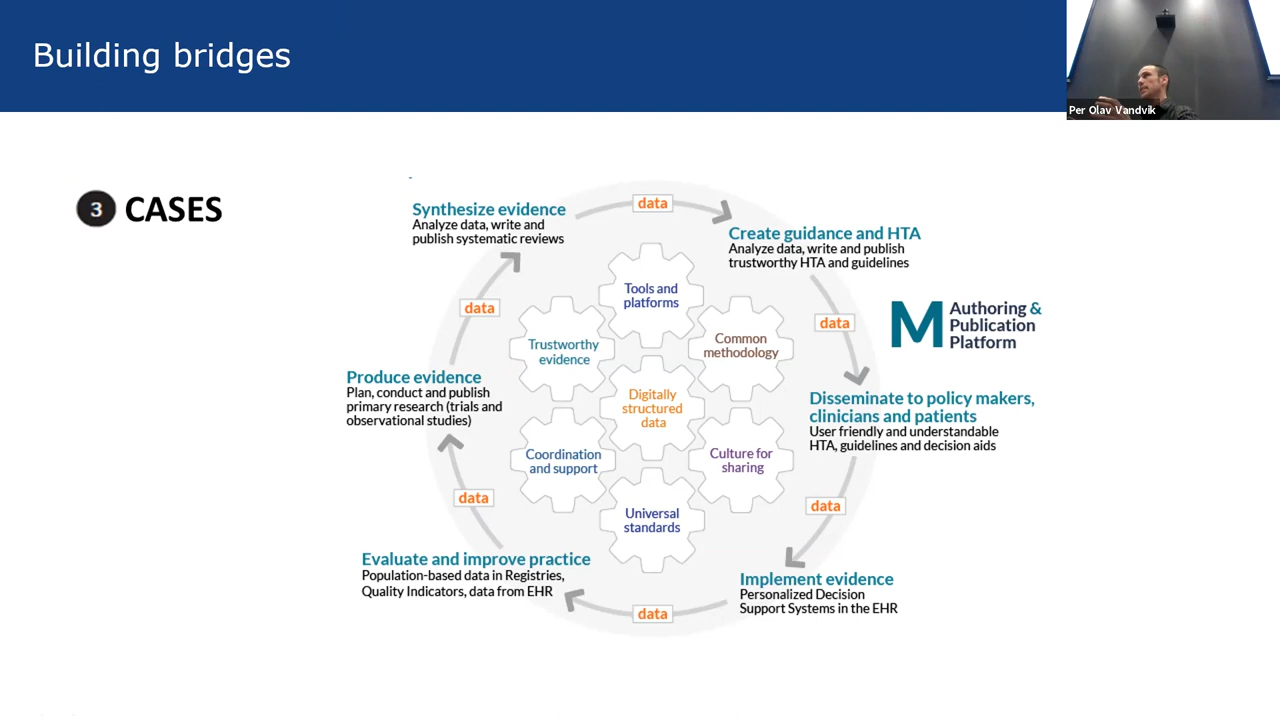 Building bridges
Per Olav Vandvik
3 CASES
Synthesize evidence
Analyze data, write and
publish systematic reviews
data
Create guidance and HTA
Analyze data, write and publish
trustworthy HTA and guidelines
data
M Authoring &
Publication
Platform
Disseminate to policy makers,
clinicians and patients
User friendly and understandable
HTA, guidelines and decision aids
data
Implement evidence
Personalized Decision
Support Systems in the EHR
data
Evaluate and improve practice
Population-based data in Registries,
Quality Indicators, data from EHR
data
Produce evidence
Plan, conduct and publish
primary research (trials and
observational studies)
data
Tools and
platforms
Trustworthy
evidence
Common
methodology
Digitally
structured
data
Coordination
and support
Culture for
sharing
Universal
standards